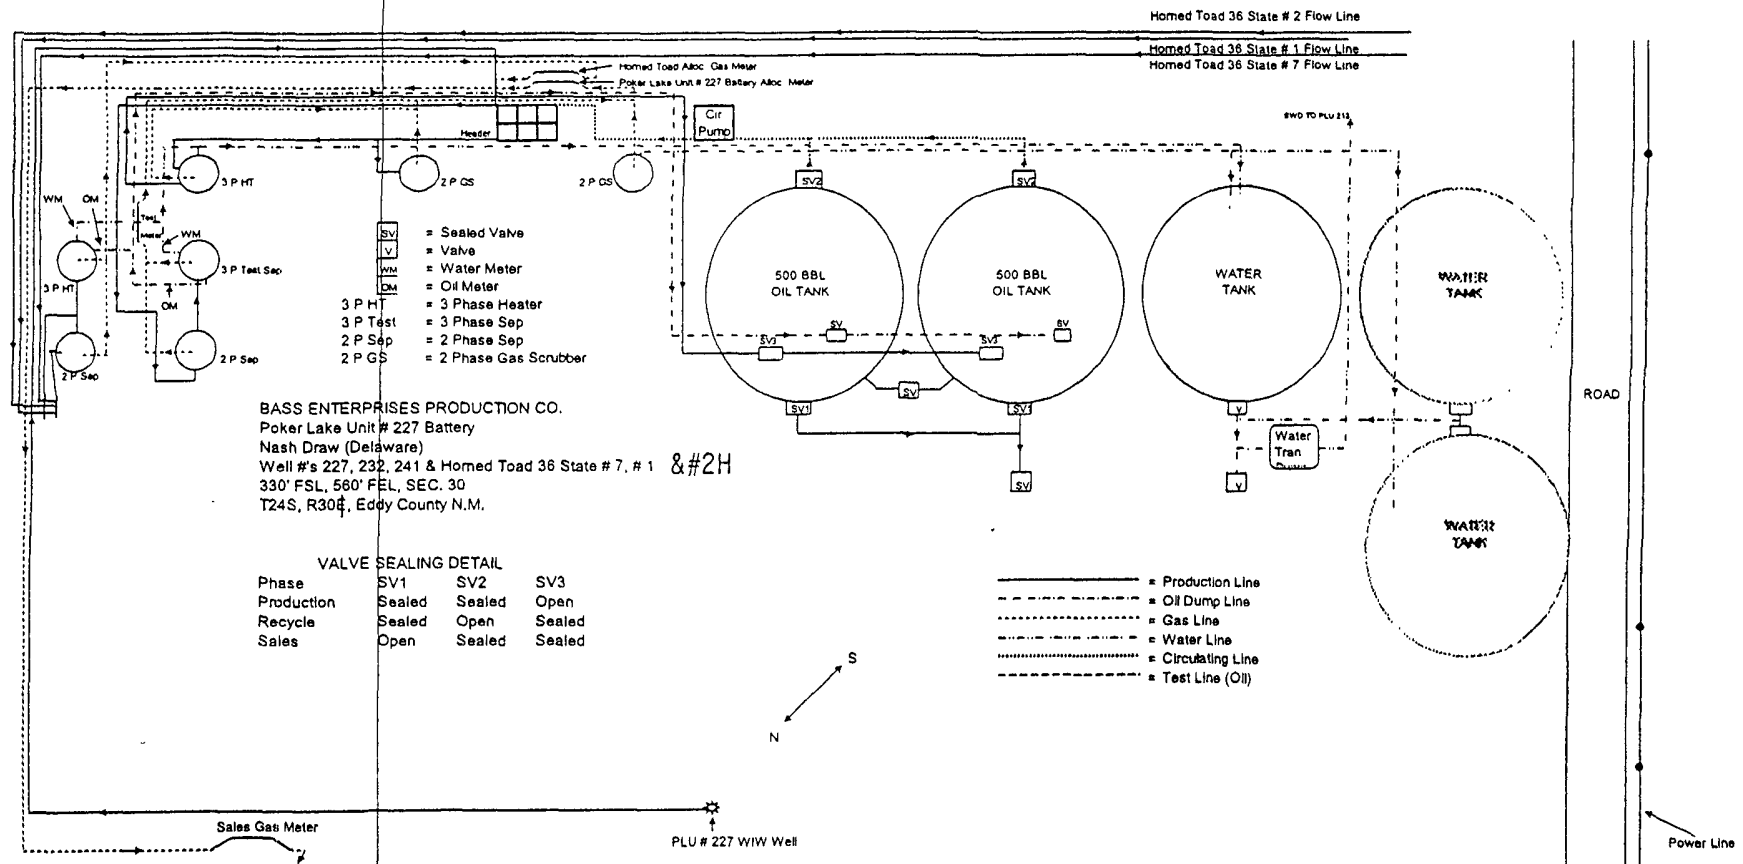 Horned Toad 36 State # 2 Flow Line
Horned Toad 36 State # 1 Flow Line
Horned Toad 36 State # 7 Flow Line
Horned Toad Alloc Gas Meter
Poker Lake Unit # 227 Battery Alloc Meter
Header
Cir
Pump
SWD TO PLU 213
3 P HT
2 P GS
2 P GS
SV2
SV2
WM
OM
Test
Meter
WM
3 P HT
3 P Test Sep
OM
2 P Sep
2 P Sep
SV = Sealed Valve
V = Valve
WM = Water Meter
OM = Oil Meter
3 P HT = 3 Phase Heater
3 P Test = 3 Phase Sep
2 P Sep = 2 Phase Sep
2 P GS = 2 Phase Gas Scrubber
500 BBL
OIL TANK
500 BBL
OIL TANK
WATER
TANK
WATER
TANK
SV
SV
SV3
SV3
SV
SV1
SV1
V
SV
V
Water
Tran
WATER
TANK
ROAD
BASS ENTERPRISES PRODUCTION CO.
Poker Lake Unit # 227 Battery
Nash Draw (Delaware)
Well #'s 227, 232, 241 & Horned Toad 36 State # 7, # 1 &#2H
330' FSL, 560' FEL, SEC. 30
T24S, R30E, Eddy County N.M.
VALVE SEALING DETAIL
Phase SV1 SV2 SV3
Production Sealed Sealed Open
Recycle Sealed Open Sealed
Sales Open Sealed Sealed
= Production Line
= Oil Dump Line
= Gas Line
= Water Line
= Circulating Line
= Test Line (Oil)
S
N
Sales Gas Meter
PLU # 227 WIW Well
Power Line